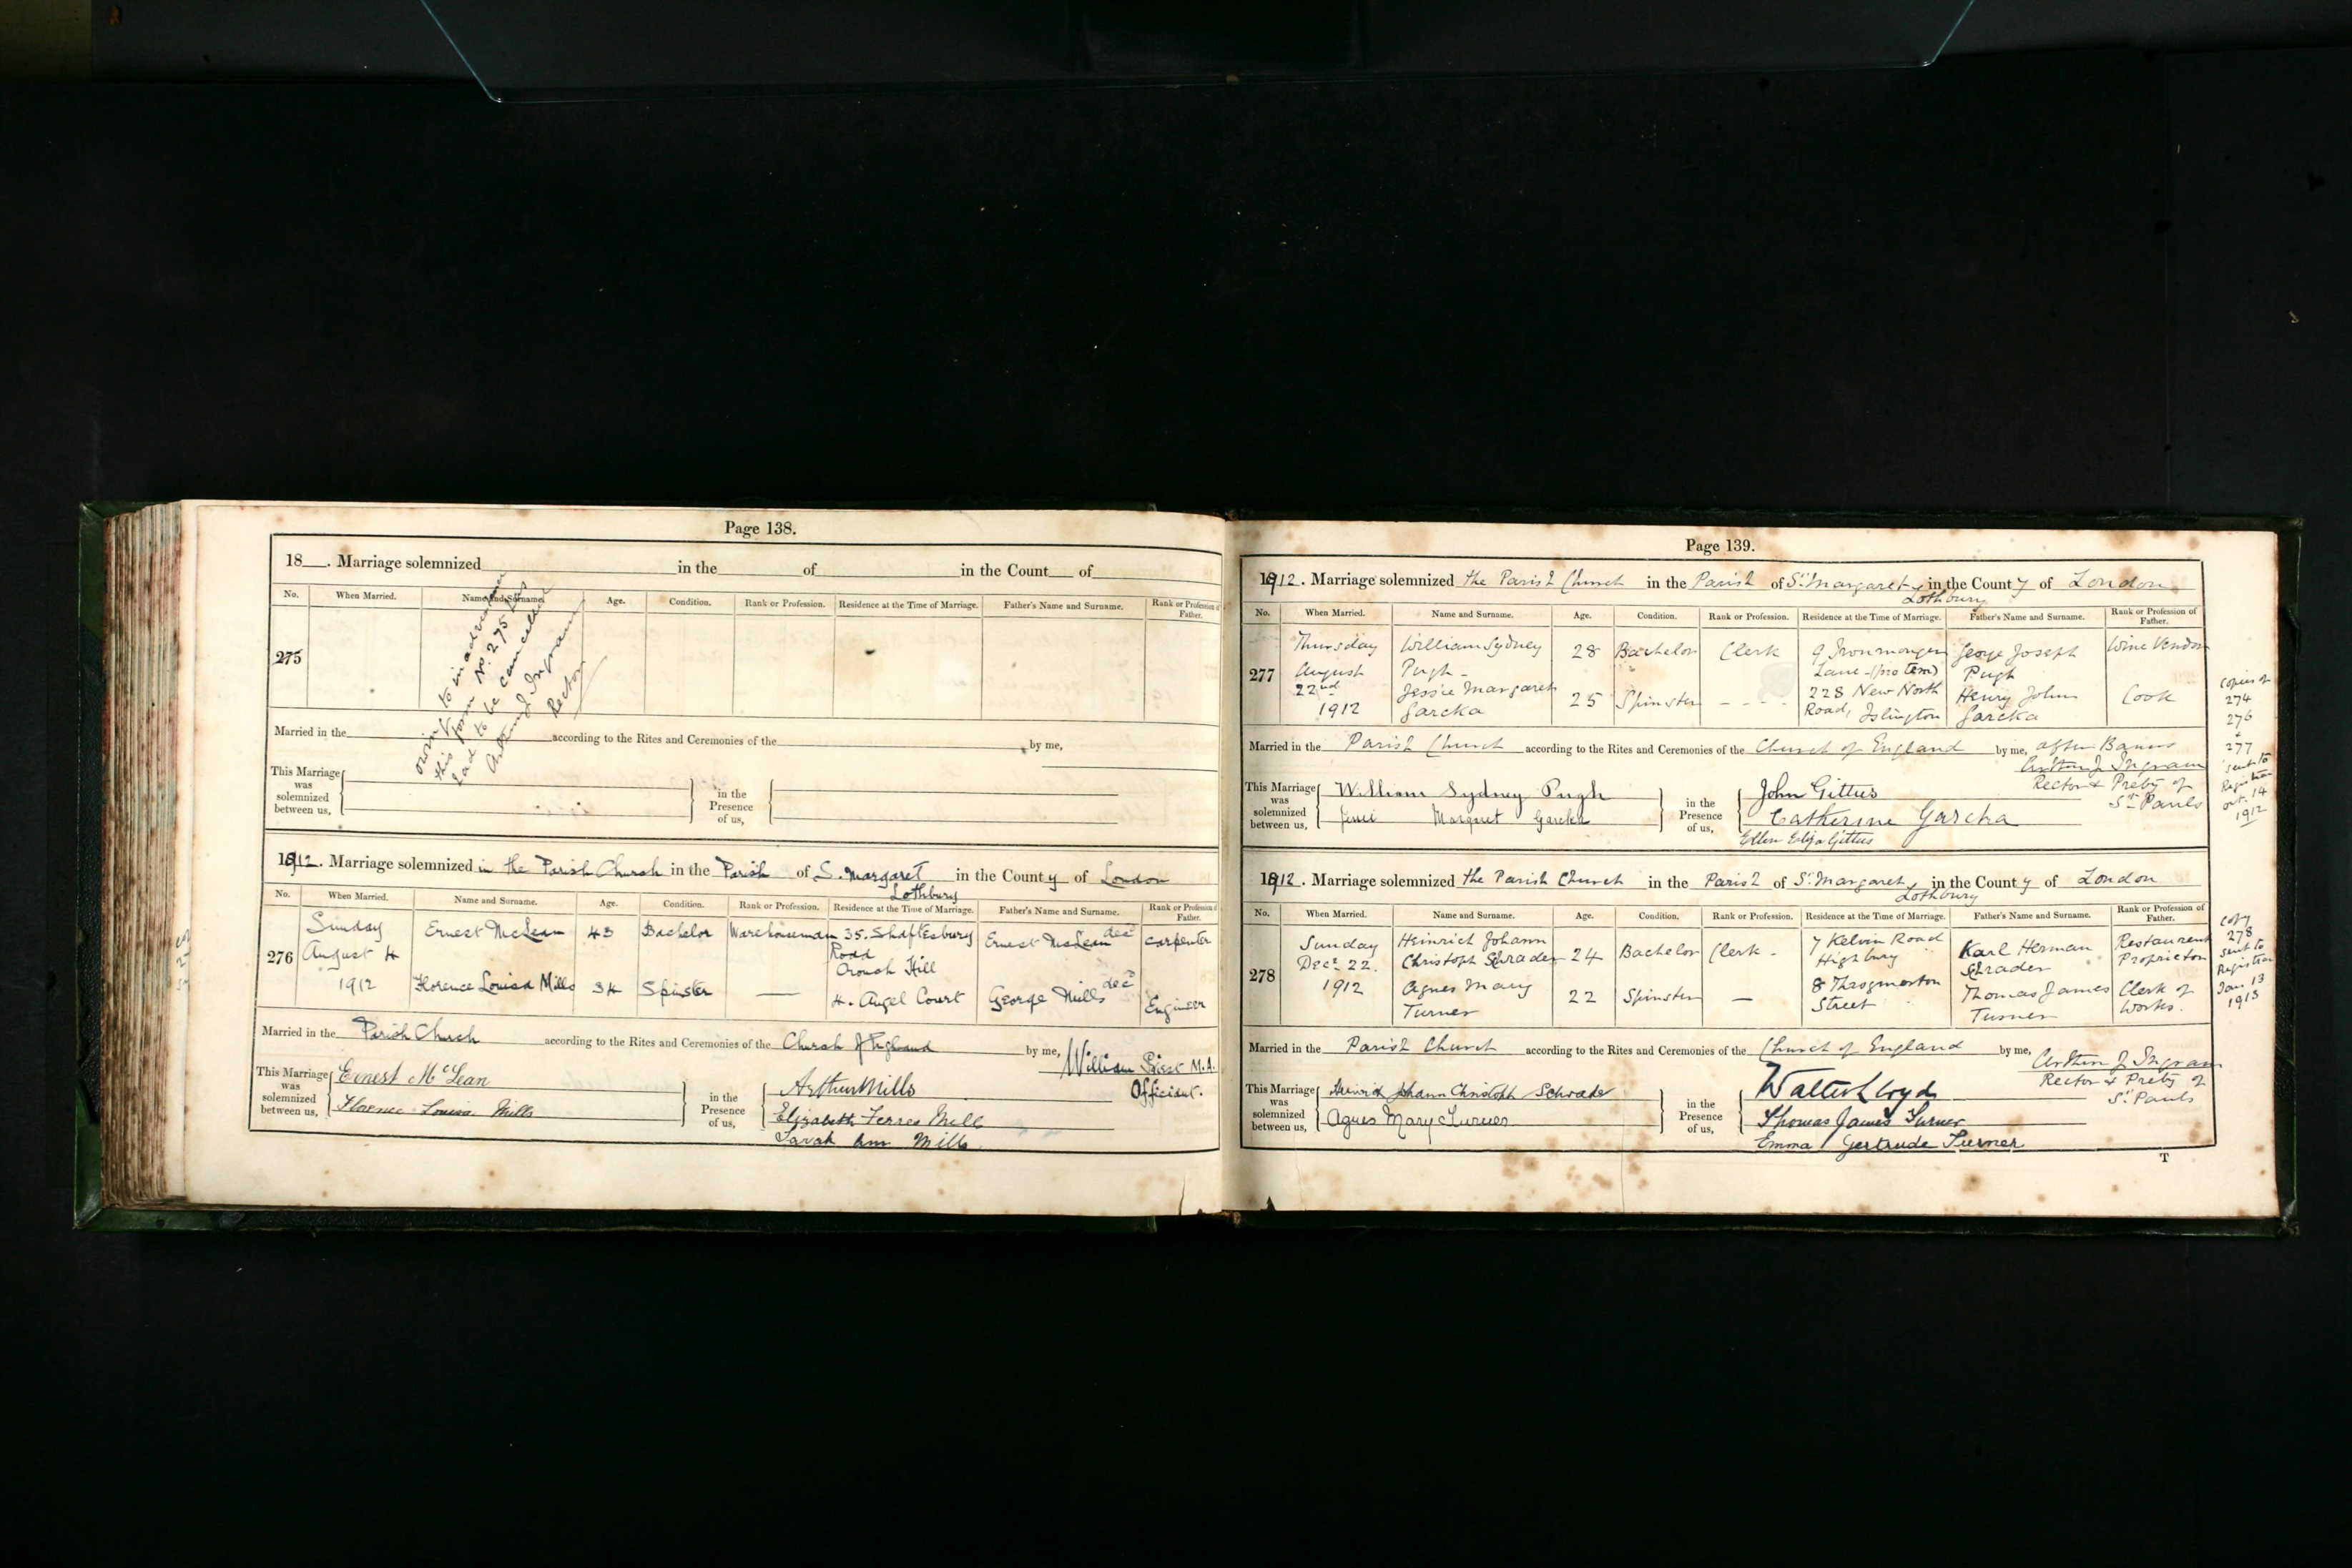 Page 138.
18 . Marriage solemnized in the of in the Count of
No. When Married. Name and Surname. Age. Condition. Rank or Profession. Residence at the Time of Marriage. Father's Name and Surname. Rank or Profession of Father.
275
owing to inadvertence
this form No. 275 has
had to be cancelled
Arthur J Ingram
Rector
Married in the according to the Rites and Ceremonies of the by me,
This Marriage was solemnized between us, in the Presence of us,
1912. Marriage solemnized in the Parish Church in the Parish of S. Margaret in the County of London
Lothbury
No. When Married. Name and Surname. Age. Condition. Rank or Profession. Residence at the Time of Marriage. Father's Name and Surname. Rank or Profession of Father.
276
Sunday August 4 1912
Ernest McLean 43 Bachelor Warehouseman 35. Shaftesbury Road Crouch Hill Ernest McLean decd carpenter
Florence Louisa Mills 34 Spinster — 4. Angel Court George Mills decd Engineer
Married in the Parish Church according to the Rites and Ceremonies of the Church of England by me, William Priest M.A.
Officiant.
This Marriage was solemnized between us, Ernest McLean
Florence Louisa Mills
in the Presence of us, Arthur Mills
Elizabeth Ferres Mill
Sarah Ann Mills
Page 139.
1912. Marriage solemnized the Parish Church in the Parish of St Margaret in the County of London
Lothbury
No. When Married. Name and Surname. Age. Condition. Rank or Profession. Residence at the Time of Marriage. Father's Name and Surname. Rank or Profession of Father.
277
Thursday August 22nd 1912
William Sydney Pugh 28 Bachelor Clerk 9 Ironmonger Lane (pro tem) George Joseph Pugh Wine Vendor
Jessie Margaret Garcka 25 Spinster - - - 228 New North Road, Islington Henry John Garcka Cook
Married in the Parish Church according to the Rites and Ceremonies of the Church of England by me, after Banns
Arthur J Ingram
Rector & Preby of
St Pauls
This Marriage was solemnized between us, William Sydney Pugh
Jessie Margaret Garcka
in the Presence of us, John Gittus
Catherine Garcka
Ellen Eliza Gittus
copies of
274
276
&
277
sent to
Registrar
oct. 14
1912
1912. Marriage solemnized the Parish Church in the Parish of St Margaret in the County of London
Lothbury
No. When Married. Name and Surname. Age. Condition. Rank or Profession. Residence at the Time of Marriage. Father's Name and Surname. Rank or Profession of Father.
278
Sunday Decr 22. 1912
Heinrich Johann Christoph Schrader 24 Bachelor Clerk - 7 Kelvin Road Highbury Karl Herman Schrader Restaurent Proprietor
Agnes Mary Turner 22 Spinster — 8 Throgmorton Street Thomas James Turner Clerk of Works.
Married in the Parish Church according to the Rites and Ceremonies of the Church of England by me, Arthur J Ingram
Rector & Preby of
St Pauls
This Marriage was solemnized between us, Heinrich Johann Christoph Schrader
Agnes Mary Turner
in the Presence of us, Walter Lloyd
Thomas James Turner
Emma Gertrude Turner
copy
278
sent to
Registrar
Jan 13
1913
T